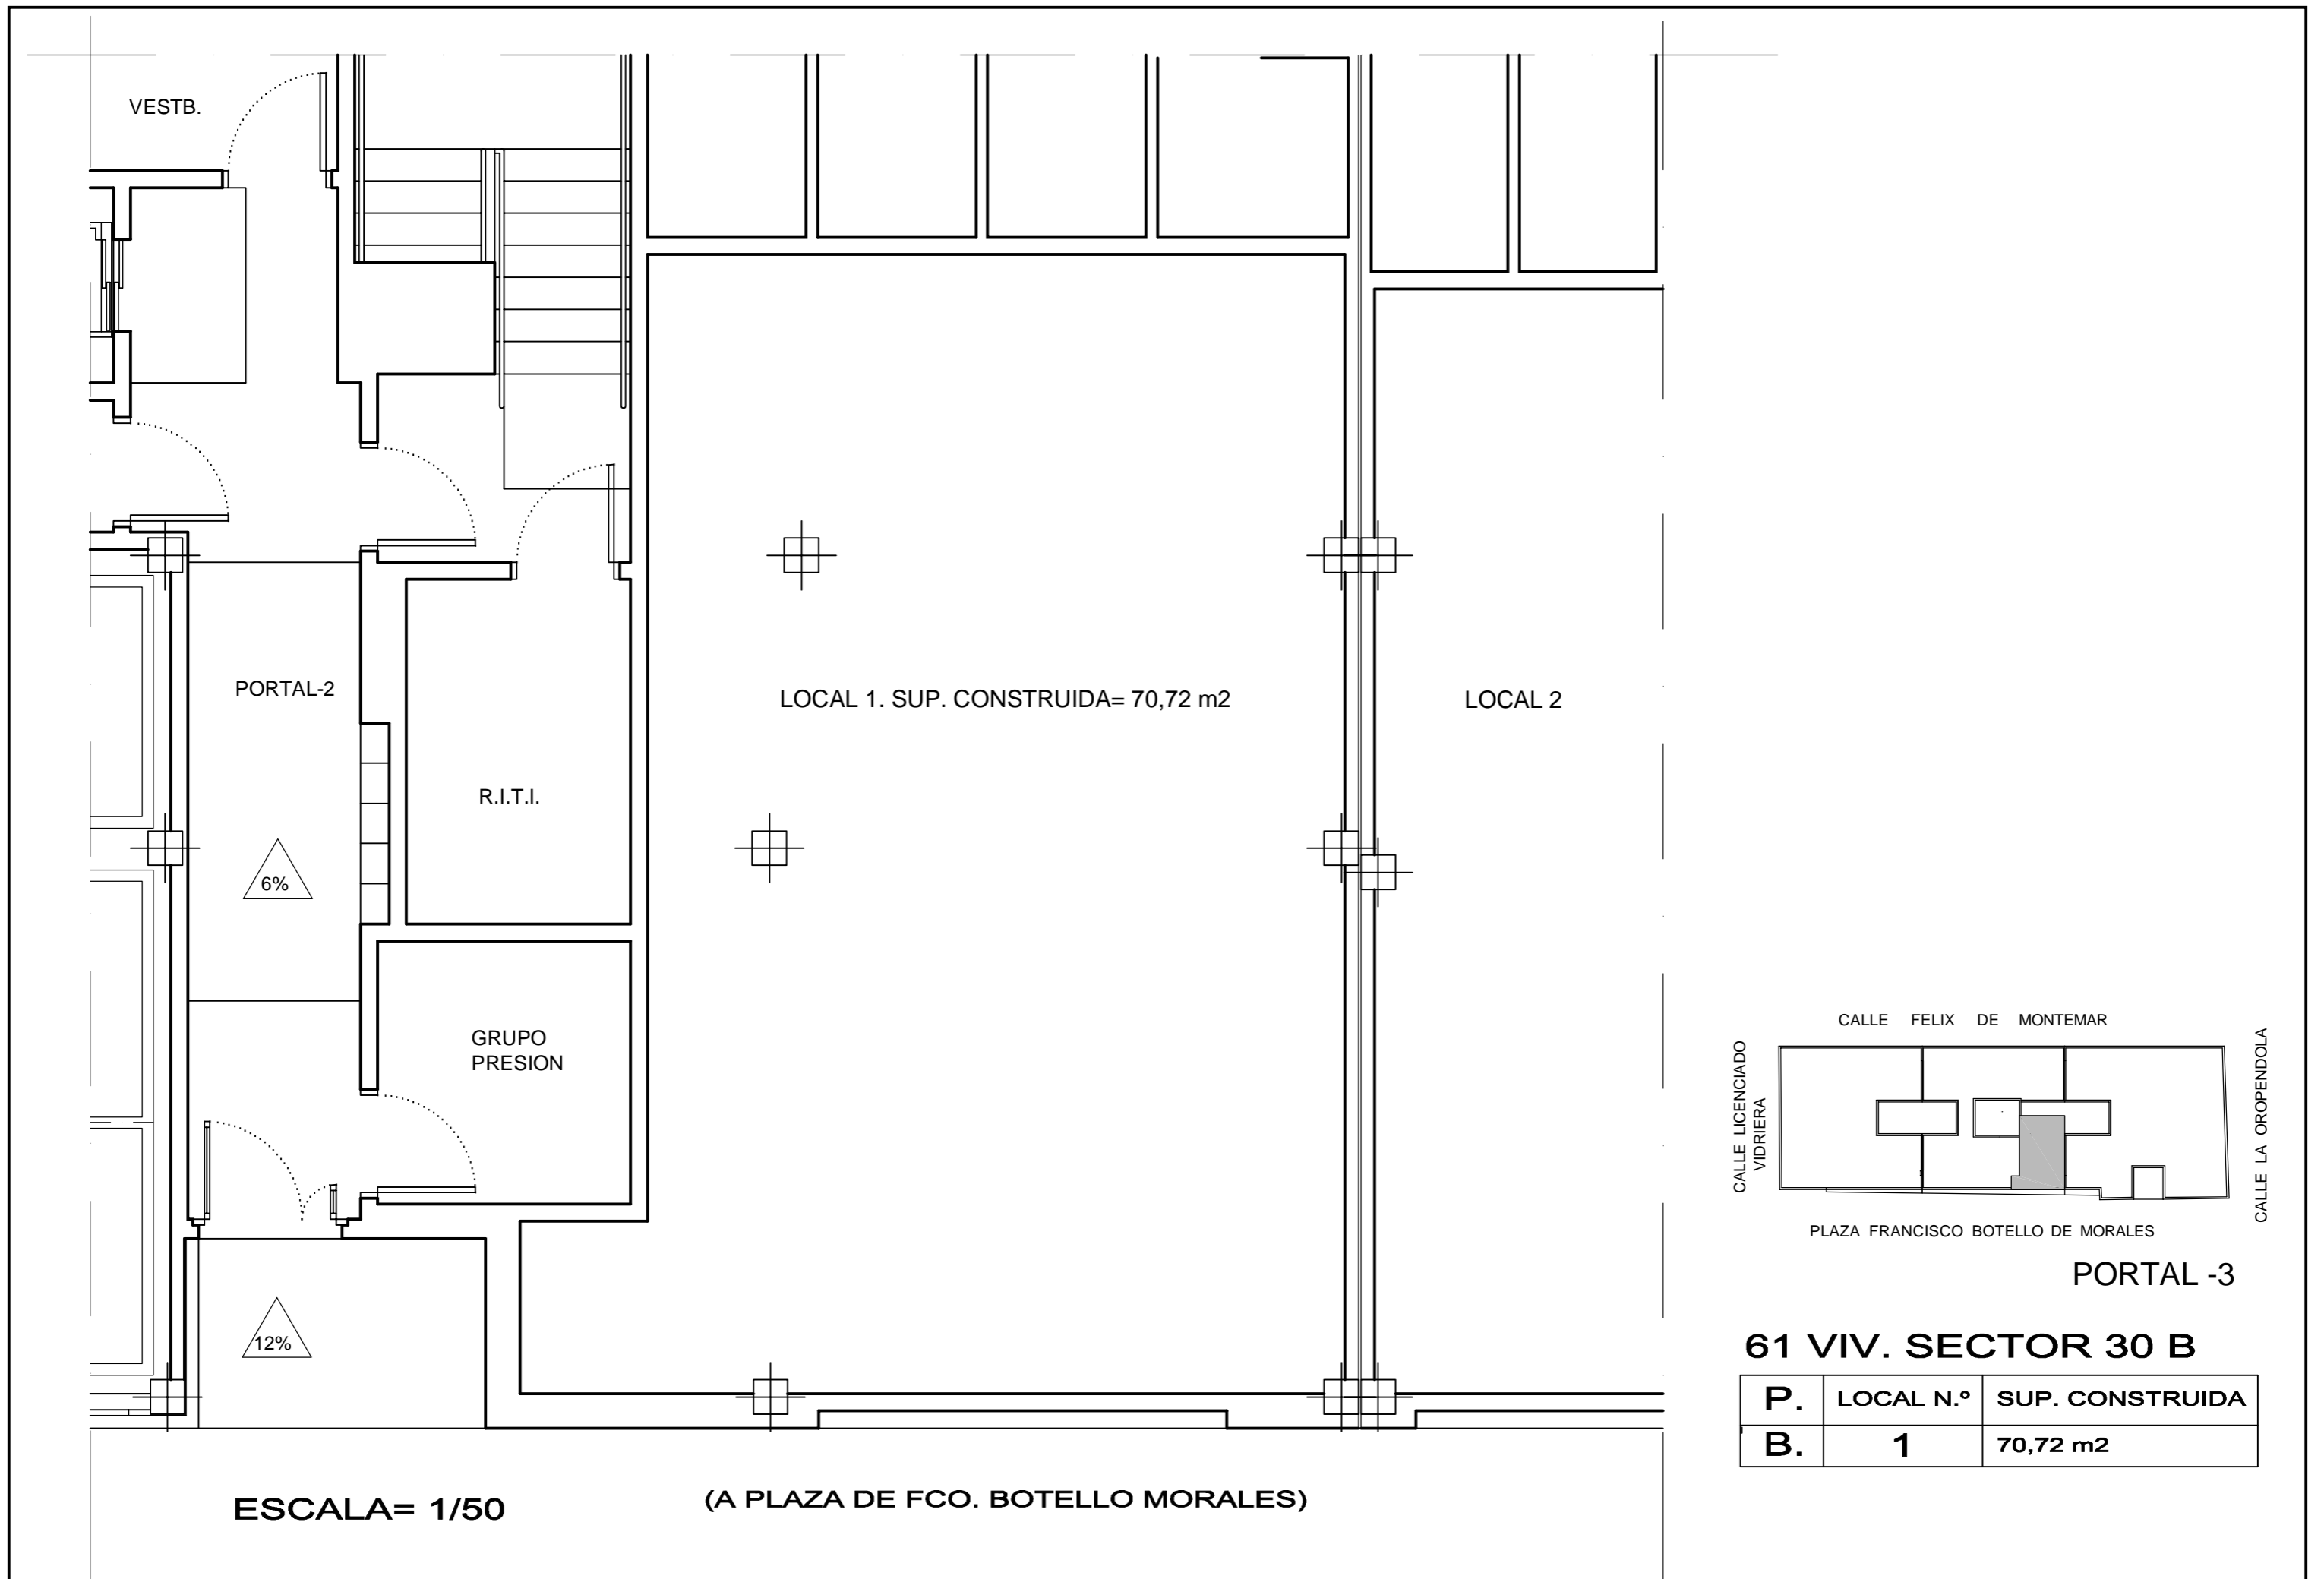 VESTB.
PORTAL-2
LOCAL 1. SUP. CONSTRUIDA= 70,72 m2
LOCAL 2
R.I.T.I.
6%
GRUPO
PRESION
12%
CALLE FELIX DE MONTEMAR
CALLE LICENCIADO
VIDRIERA
CALLE LA OROPENDOLA
PLAZA FRANCISCO BOTELLO DE MORALES
PORTAL -3
61 VIV. SECTOR 30 B
P. LOCAL N.º SUP. CONSTRUIDA
B. 1 70,72 m2
ESCALA= 1/50
(A PLAZA DE FCO. BOTELLO MORALES)